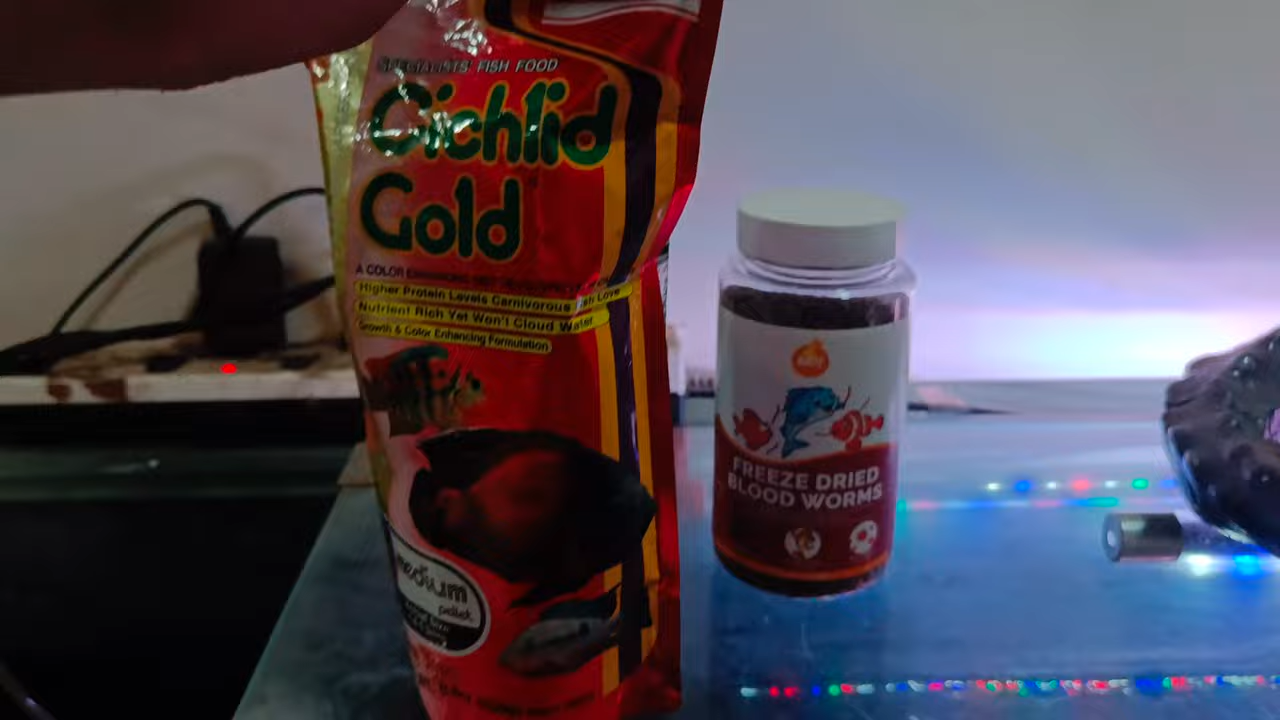 SPECIALISTS' FISH FOOD
Cichlid
Gold
A COLOR ENHANCING DIET DEVELOPED
Higher Protein Levels Carnivorous Fish Love
Nutrient Rich Yet Won't Cloud Water
Growth & Color Enhancing Formulation
medium
pellet
FREEZE DRIED
BLOOD WORMS